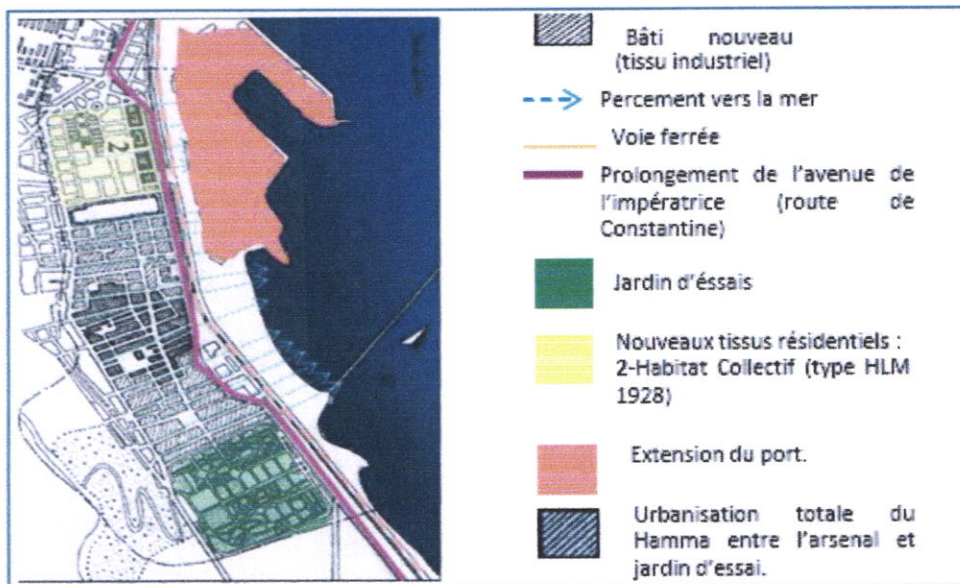 Bâti nouveau
(tissu industriel)
Percement vers la mer
Voie ferrée
Prolongement de l'avenue de
l'impératrice (route de
Constantine)
Jardin d'éssais
Nouveaux tissus résidentiels :
2-Habitat Collectif (type HLM
1928)
Extension du port.
Urbanisation totale du
Hamma entre l'arsenal et
jardin d'essai.
2